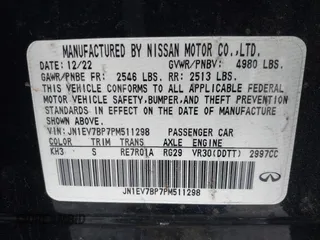 MANUFACTURED BY NISSAN MOTOR CO.,LTD.
DATE: 12/22 GVWR/PNBV: 4980 LBS.
GAWR/PNBE FR: 2546 LBS. RR: 2513 LBS.
THIS VEHICLE CONFORMS TO ALL APPLICABLE FEDERAL
MOTOR VEHICLE SAFETY, BUMPER, AND THEFT PREVENTION
STANDARDS IN EFFECT ON THE DATE OF MANUFACTURE
SHOWN ABOVE.
VIN: JN1EV7BP7PM511298 PASSENGER CAR
COLOR TRIM TRANS AXLE ENGINE
KH3 S RE7R01A RG29 VR30(DDTT) 2997CC
JN1EV7BP7PM511298
INFINITI